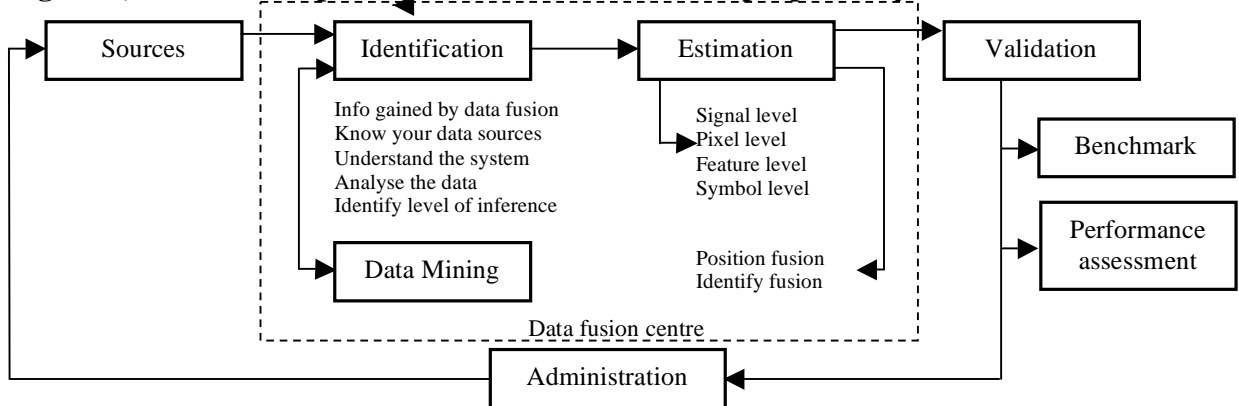 Sources
Identification
Estimation
Validation
Info gained by data fusion
Know your data sources
Understand the system
Analyse the data
Identify level of inference
Signal level
Pixel level
Feature level
Symbol level
Benchmark
Data Mining
Position fusion
Identify fusion
Performance
assessment
Data fusion centre
Administration